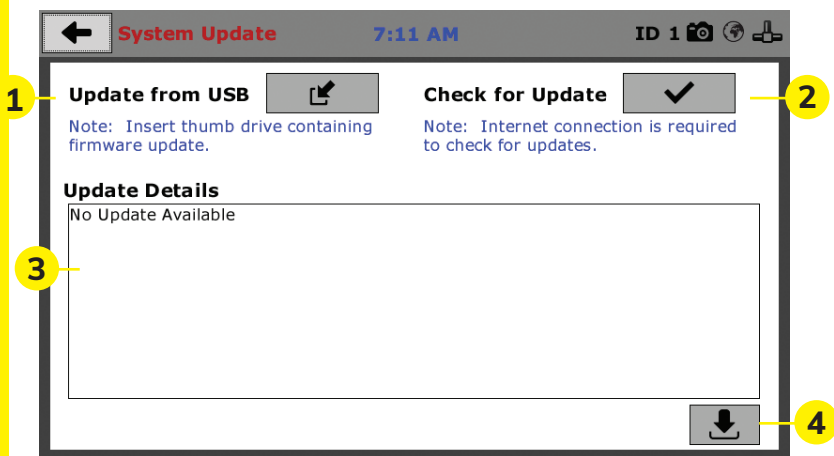 System Update 7:11 AM ID 1
1 Update from USB Check for Update 2
Note: Insert thumb drive containing
firmware update.
Note: Internet connection is required
to check for updates.
Update Details
No Update Available
3
4